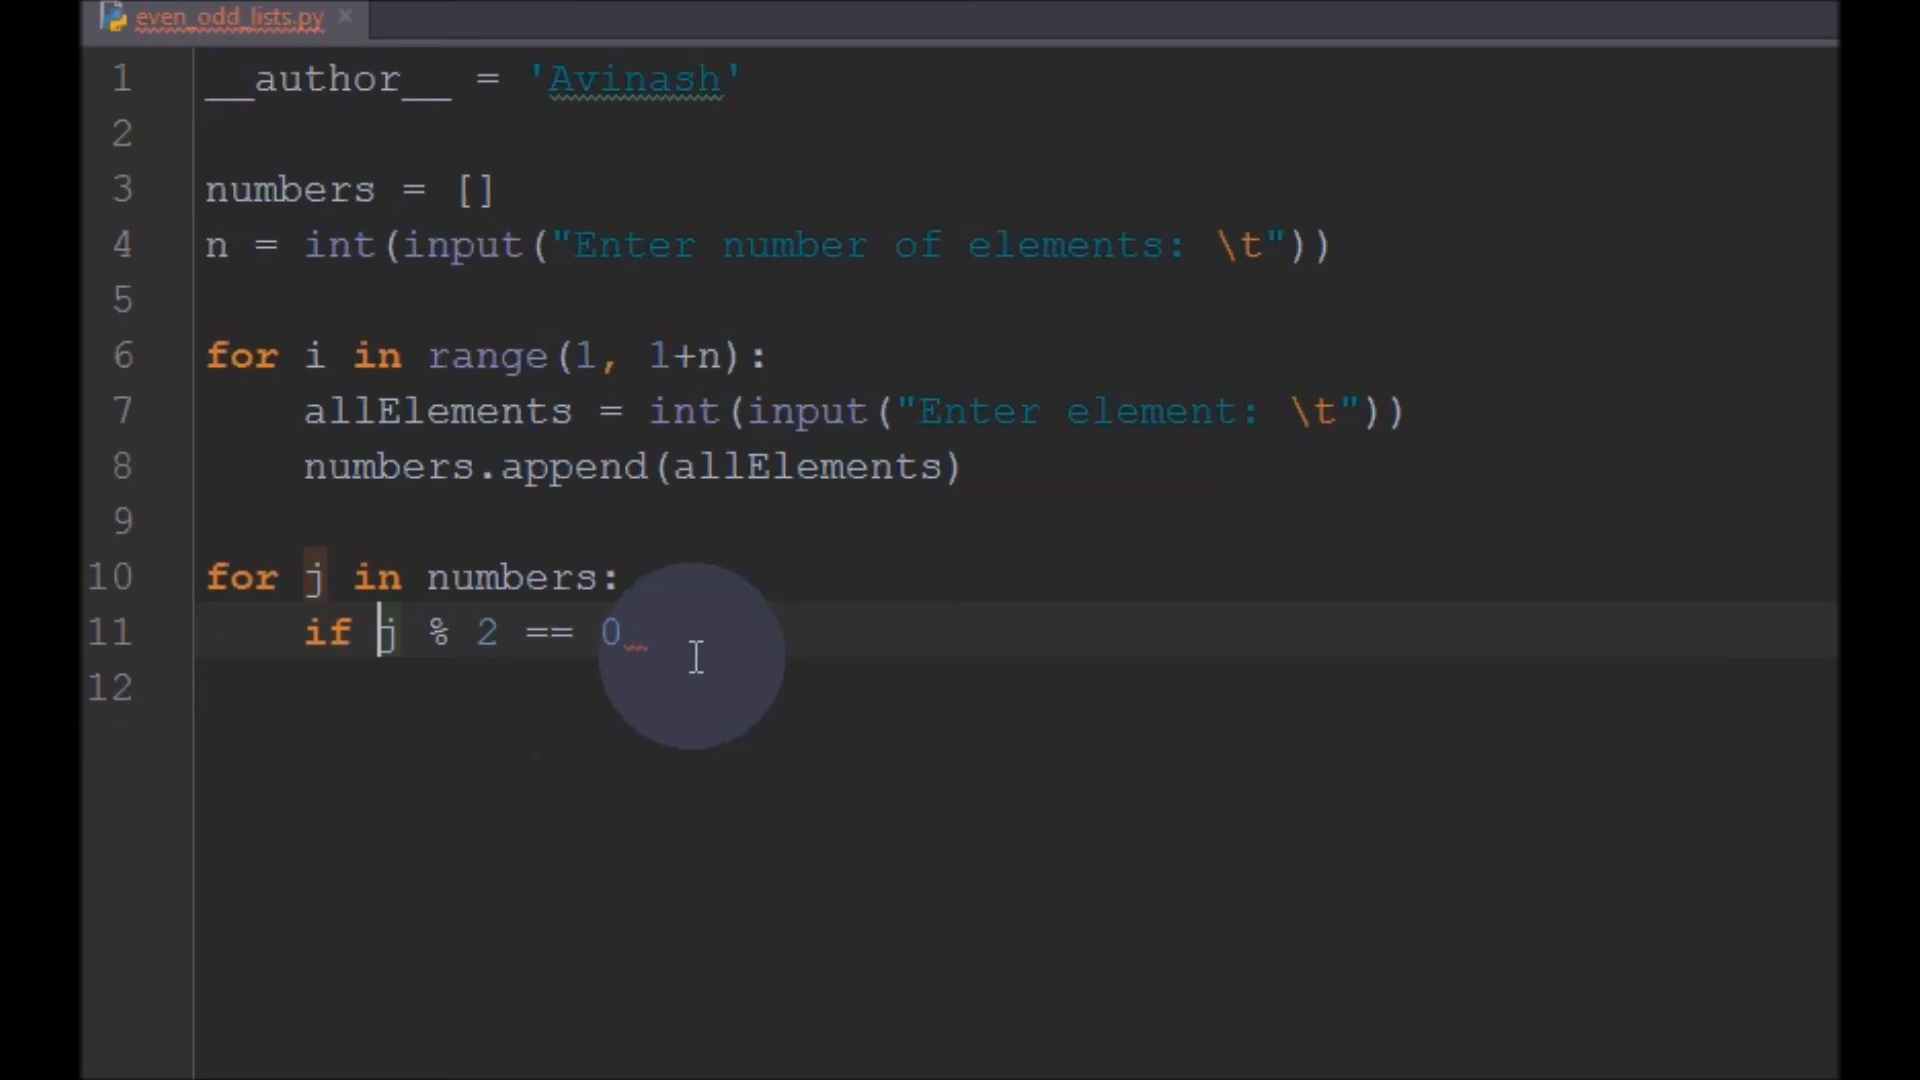 even_odd_lists.py ×
1 __author__ = 'Avinash'
2
3 numbers = []
4 n = int(input("Enter number of elements: \t"))
5
6 for i in range(1, 1+n):
7     allElements = int(input("Enter element: \t"))
8     numbers.append(allElements)
9
10 for j in numbers:
11     if j % 2 == 0
12